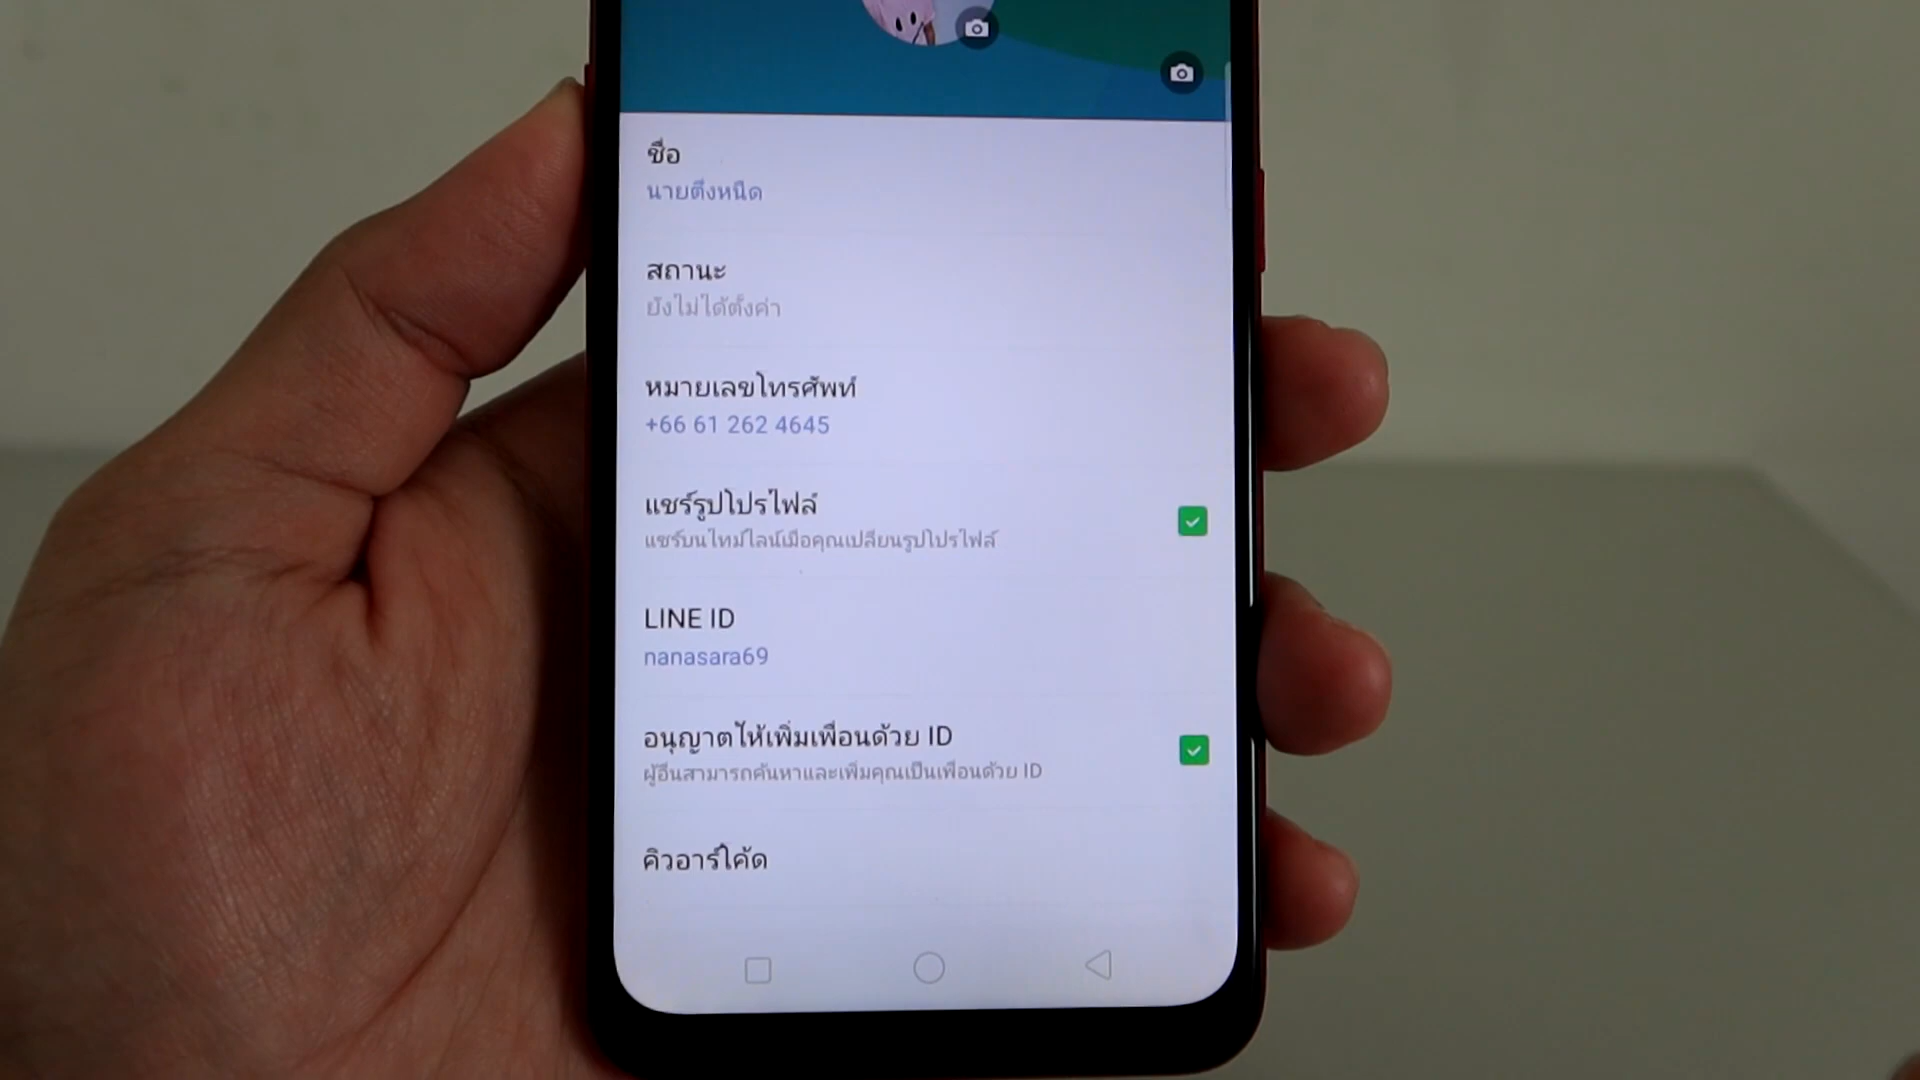 ชื่อ
นายตึงหนืด
สถานะ
ยังไม่ได้ตั้งค่า
หมายเลขโทรศัพท์
+66 61 262 4645
แชร์รูปโปรไฟล์
แชร์บนไทม์ไลน์เมื่อคุณเปลี่ยนรูปโปรไฟล์
LINE ID
nanasara69
อนุญาตให้เพิ่มเพื่อนด้วย ID
ผู้อื่นสามารถค้นหาและเพิ่มคุณเป็นเพื่อนด้วย ID
คิวอาร์โค้ด